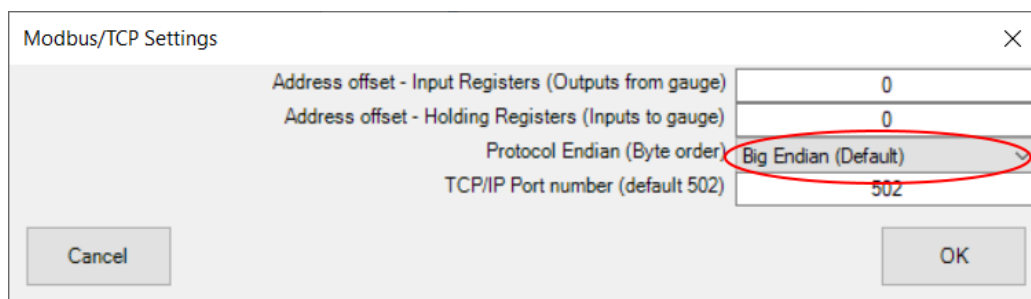 Modbus/TCP Settings
Address offset - Input Registers (Outputs from gauge) 0
Address offset - Holding Registers (Inputs to gauge) 0
Protocol Endian (Byte order) Big Endian (Default)
TCP/IP Port number (default 502) 502
Cancel OK